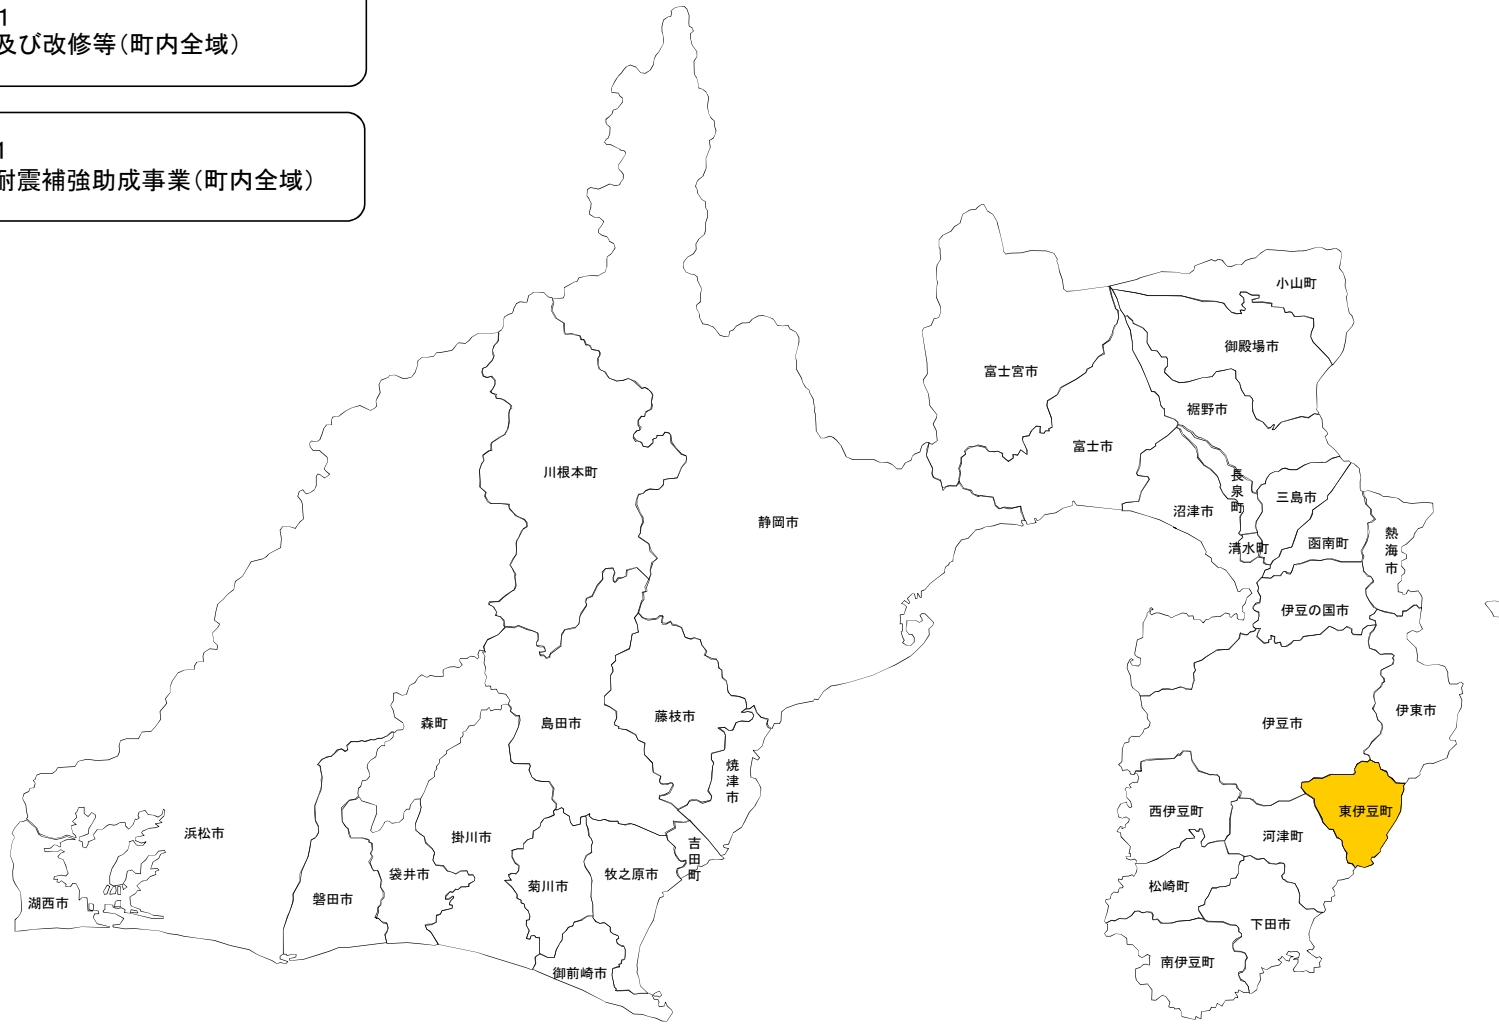 1
及び改修等（町内全域）
1
耐震補強助成事業（町内全域）
小山町
御殿場市
富士宮市
裾野市
富士市
川根本町
長泉町
三島市
沼津市
静岡市
熱海市
函南町
清水町
伊豆の国市
伊東市
藤枝市
森町
島田市
伊豆市
焼津市
西伊豆町
東伊豆町
浜松市
掛川市
河津町
吉田町
袋井市
牧之原市
菊川市
松崎町
磐田市
湖西市
下田市
南伊豆町
御前崎市